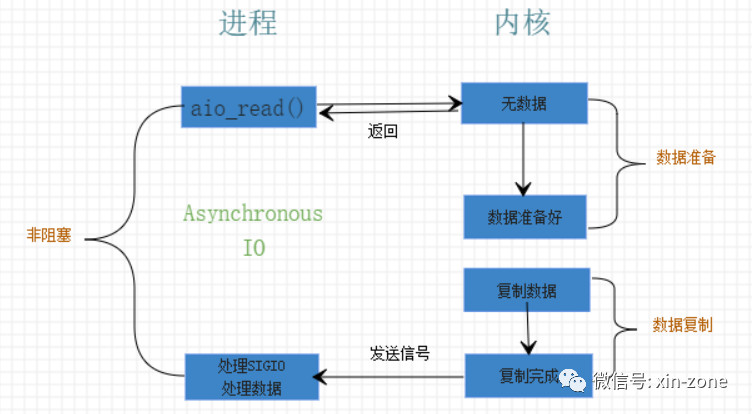 进程
内核
aio_read()
无数据
返回
数据准备
Asynchronous
IO
数据准备好
非阻塞
复制数据
数据复制
发送信号
处理SIGIO
处理数据
复制完成
微信号: xin-zone